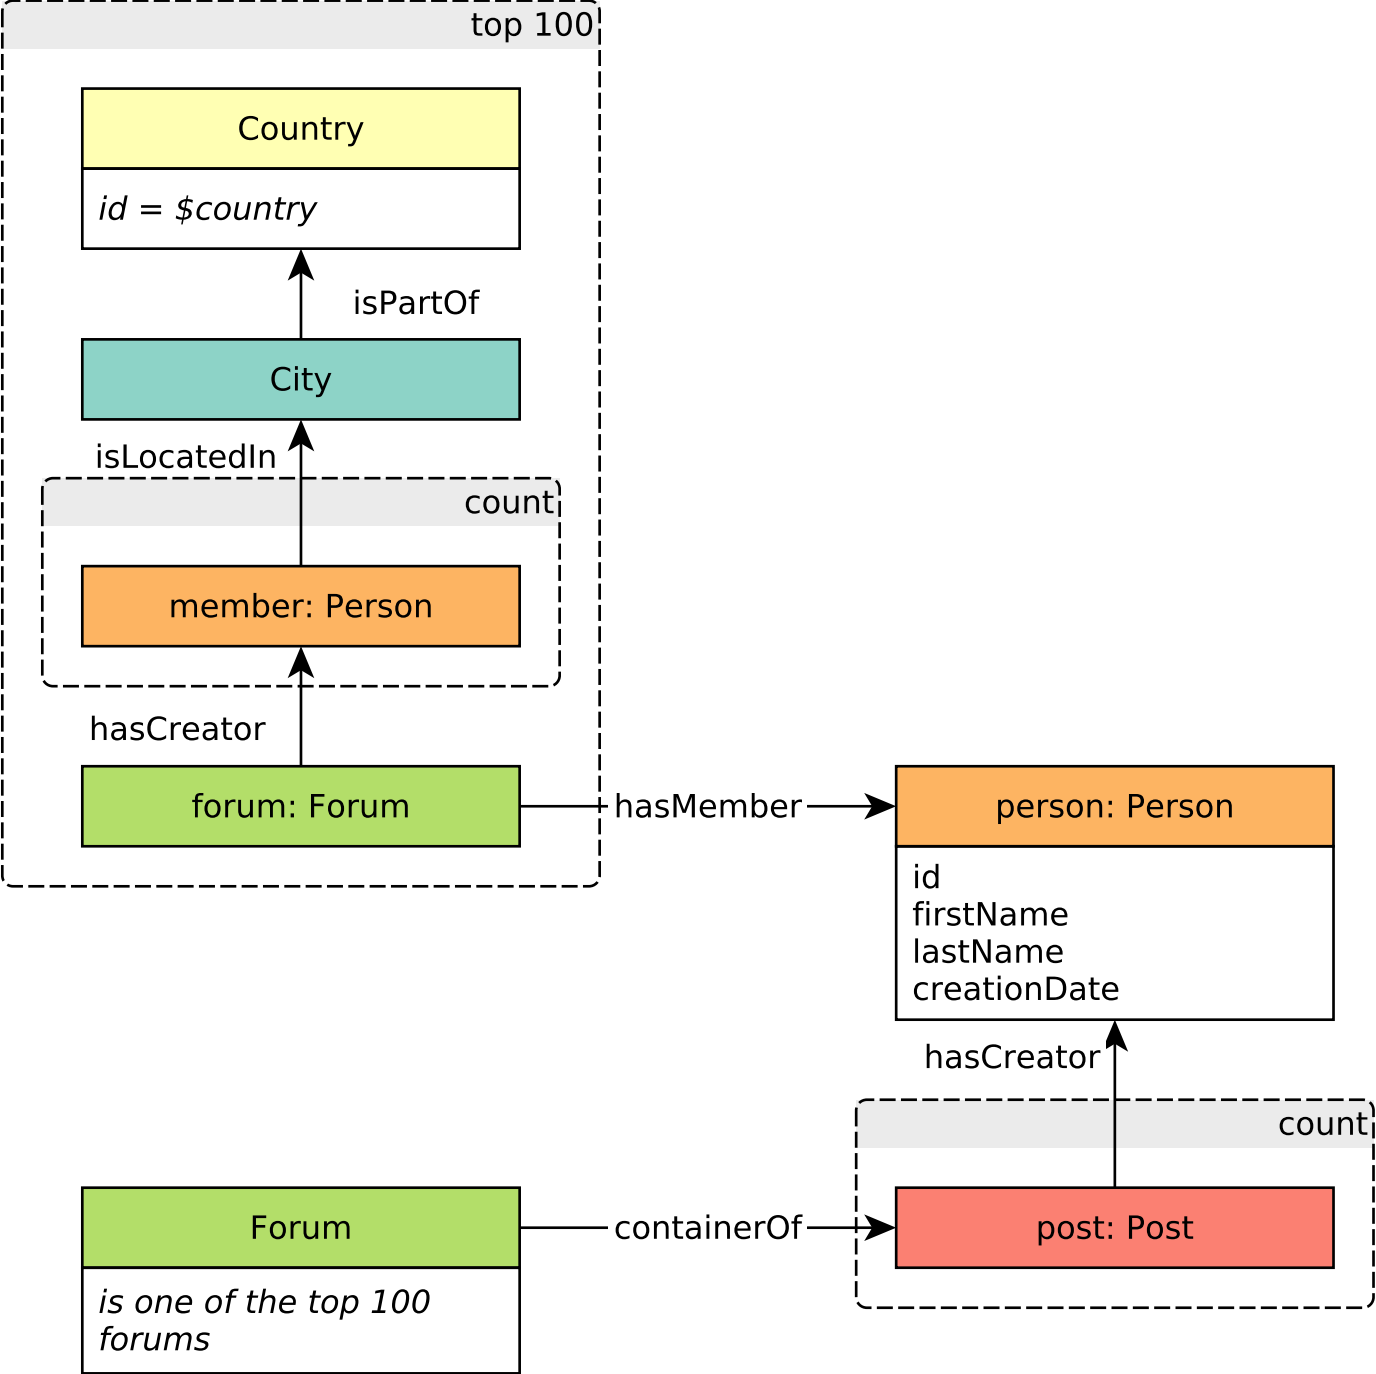 top 100
Country
id = $country
isPartOf
City
isLocatedIn
count
member: Person
hasCreator
forum: Forum
hasMember
person: Person
id
firstName
lastName
creationDate
hasCreator
count
Forum
containerOf
post: Post
is one of the top 100
forums